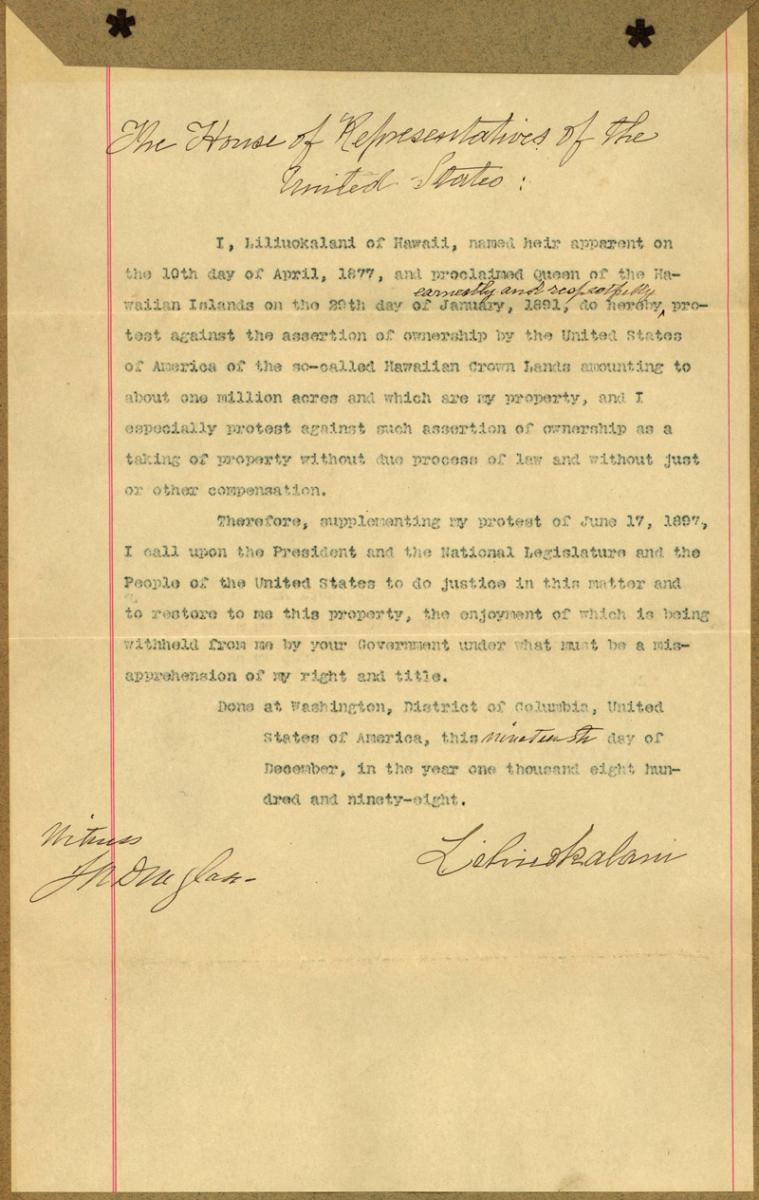 The House of Representatives of the
United States:
I, Liliuokalani of Hawaii, named heir apparent on
the 10th day of April, 1877, and proclaimed Queen of the Ha-
earnestly and respectfully
waiian Islands on the 29th day of January, 1891, do hereby ‸ pro-
test against the assertion of ownership by the United States
of America of the so-called Hawaiian Crown Lands amounting to
about one million acres and which are my property, and I
especially protest against such assertion of ownership as a
taking of property without due process of law and without just
or other compensation.
Therefore, supplementing my protest of June 17, 1897,
I call upon the President and the National Legislature and the
People of the United States to do justice in this matter and
to restore to me this property, the enjoyment of which is being
withheld from me by your Government under what must be a mis-
apprehension of my right and title.
Done at Washington, District of Columbia, United
States of America, this nineteenth day of
December, in the year one thousand eight hun-
dred and ninety-eight.
Witness
Liliuokalani